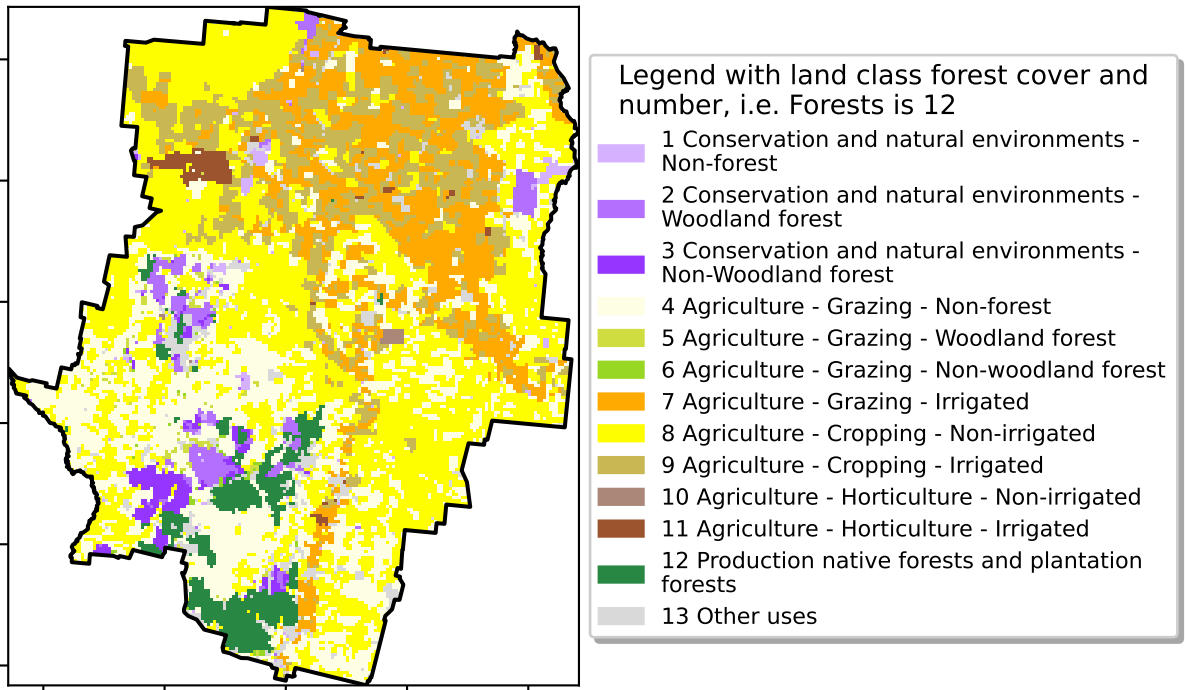 Legend with land class forest cover and
number, i.e. Forests is 12
1 Conservation and natural environments -
Non-forest
2 Conservation and natural environments -
Woodland forest
3 Conservation and natural environments -
Non-Woodland forest
4 Agriculture - Grazing - Non-forest
5 Agriculture - Grazing - Woodland forest
6 Agriculture - Grazing - Non-woodland forest
7 Agriculture - Grazing - Irrigated
8 Agriculture - Cropping - Non-irrigated
9 Agriculture - Cropping - Irrigated
10 Agriculture - Horticulture - Non-irrigated
11 Agriculture - Horticulture - Irrigated
12 Production native forests and plantation
forests
13 Other uses